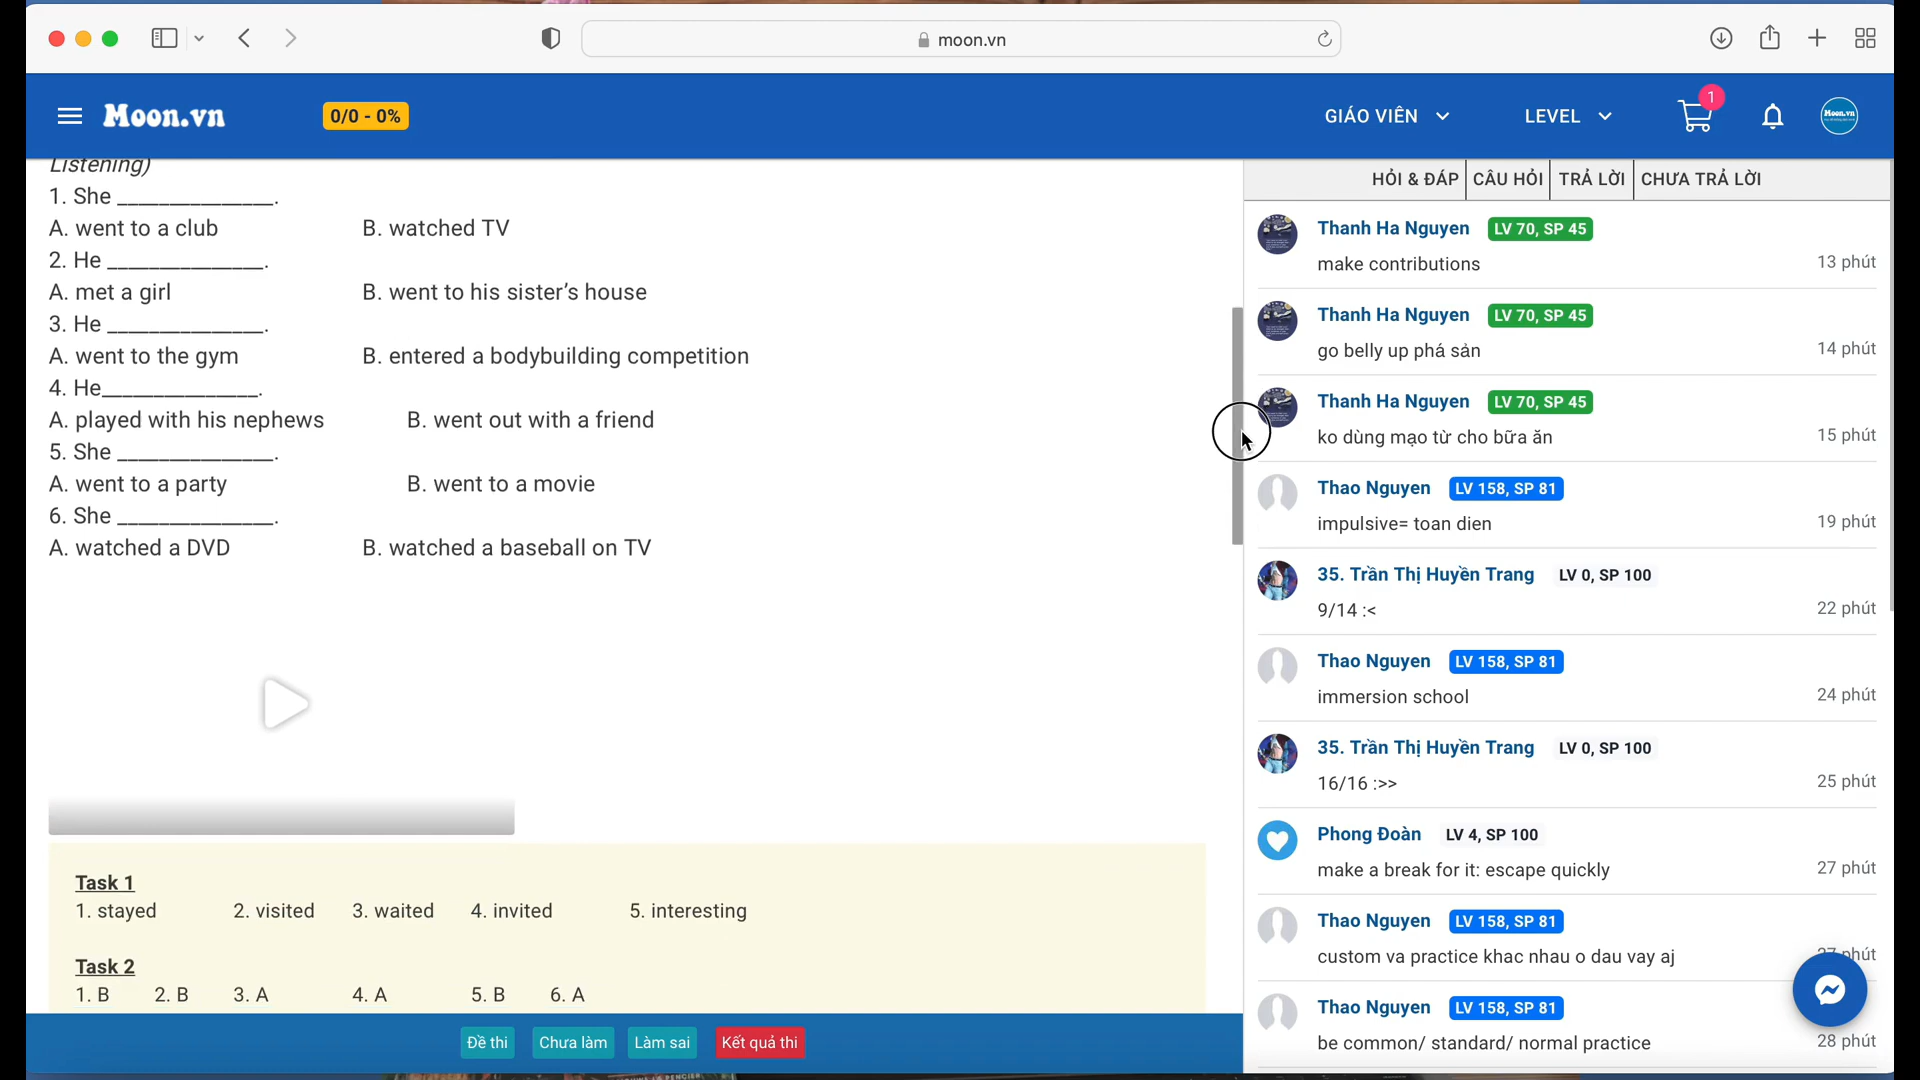 moon.vn
Moon.vn
0/0 - 0%
GIÁO VIÊN
LEVEL
1
Moon.vn
Listening)
1. She _______________.
A. went to a club B. watched TV
2. He _______________.
A. met a girl B. went to his sister’s house
3. He _______________.
A. went to the gym B. entered a bodybuilding competition
4. He_______________.
A. played with his nephews B. went out with a friend
5. She _______________.
A. went to a party B. went to a movie
6. She _______________.
A. watched a DVD B. watched a baseball on TV
Task 1
1. stayed 2. visited 3. waited 4. invited 5. interesting
Task 2
1. B 2. B 3. A 4. A 5. B 6. A
Đề thi Chưa làm Làm sai Kết quả thi
HỎI & ĐÁP CÂU HỎI TRẢ LỜI CHƯA TRẢ LỜI
Thanh Ha Nguyen LV 70, SP 45
make contributions 13 phút
Thanh Ha Nguyen LV 70, SP 45
go belly up phá sản 14 phút
Thanh Ha Nguyen LV 70, SP 45
ko dùng mạo từ cho bữa ăn 15 phút
Thao Nguyen LV 158, SP 81
impulsive= toan dien 19 phút
35. Trần Thị Huyền Trang LV 0, SP 100
9/14 :< 22 phút
Thao Nguyen LV 158, SP 81
immersion school 24 phút
35. Trần Thị Huyền Trang LV 0, SP 100
16/16 :>> 25 phút
Phong Đoàn LV 4, SP 100
make a break for it: escape quickly 27 phút
Thao Nguyen LV 158, SP 81
custom va practice khac nhau o dau vay aj 27 phút
Thao Nguyen LV 158, SP 81
be common/ standard/ normal practice 28 phút